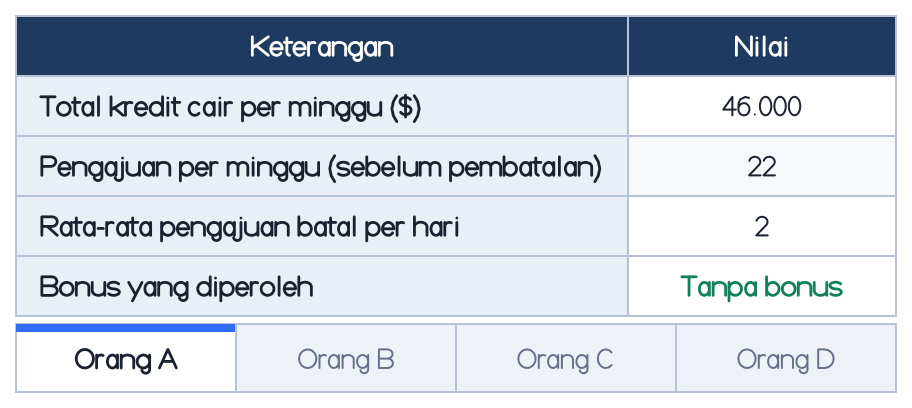 Keterangan Nilai
Total kredit cair per minggu ($) 46.000
Pengajuan per minggu (sebelum pembatalan) 22
Rata-rata pengajuan batal per hari 2
Bonus yang diperoleh Tanpa bonus
Orang A Orang B Orang C Orang D